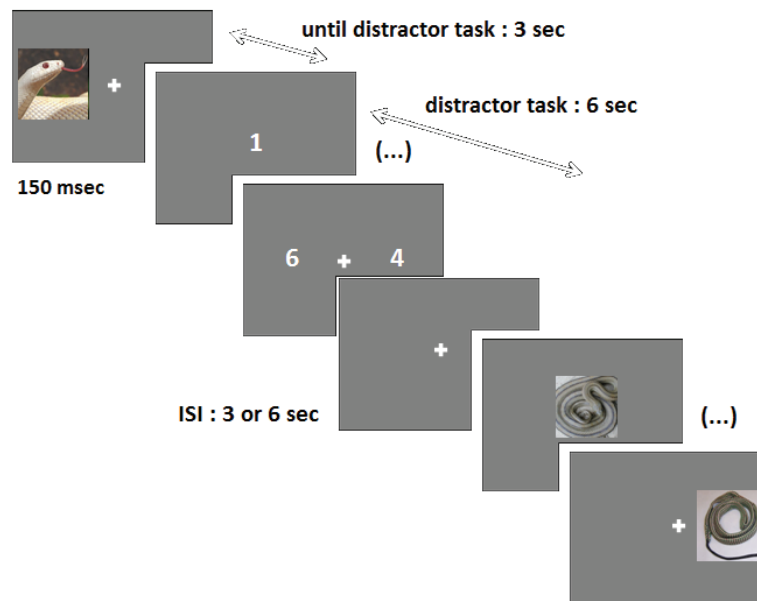 until distractor task : 3 sec
distractor task : 6 sec
1
(...)
150 msec
6 + 4
ISI : 3 or 6 sec
(...)